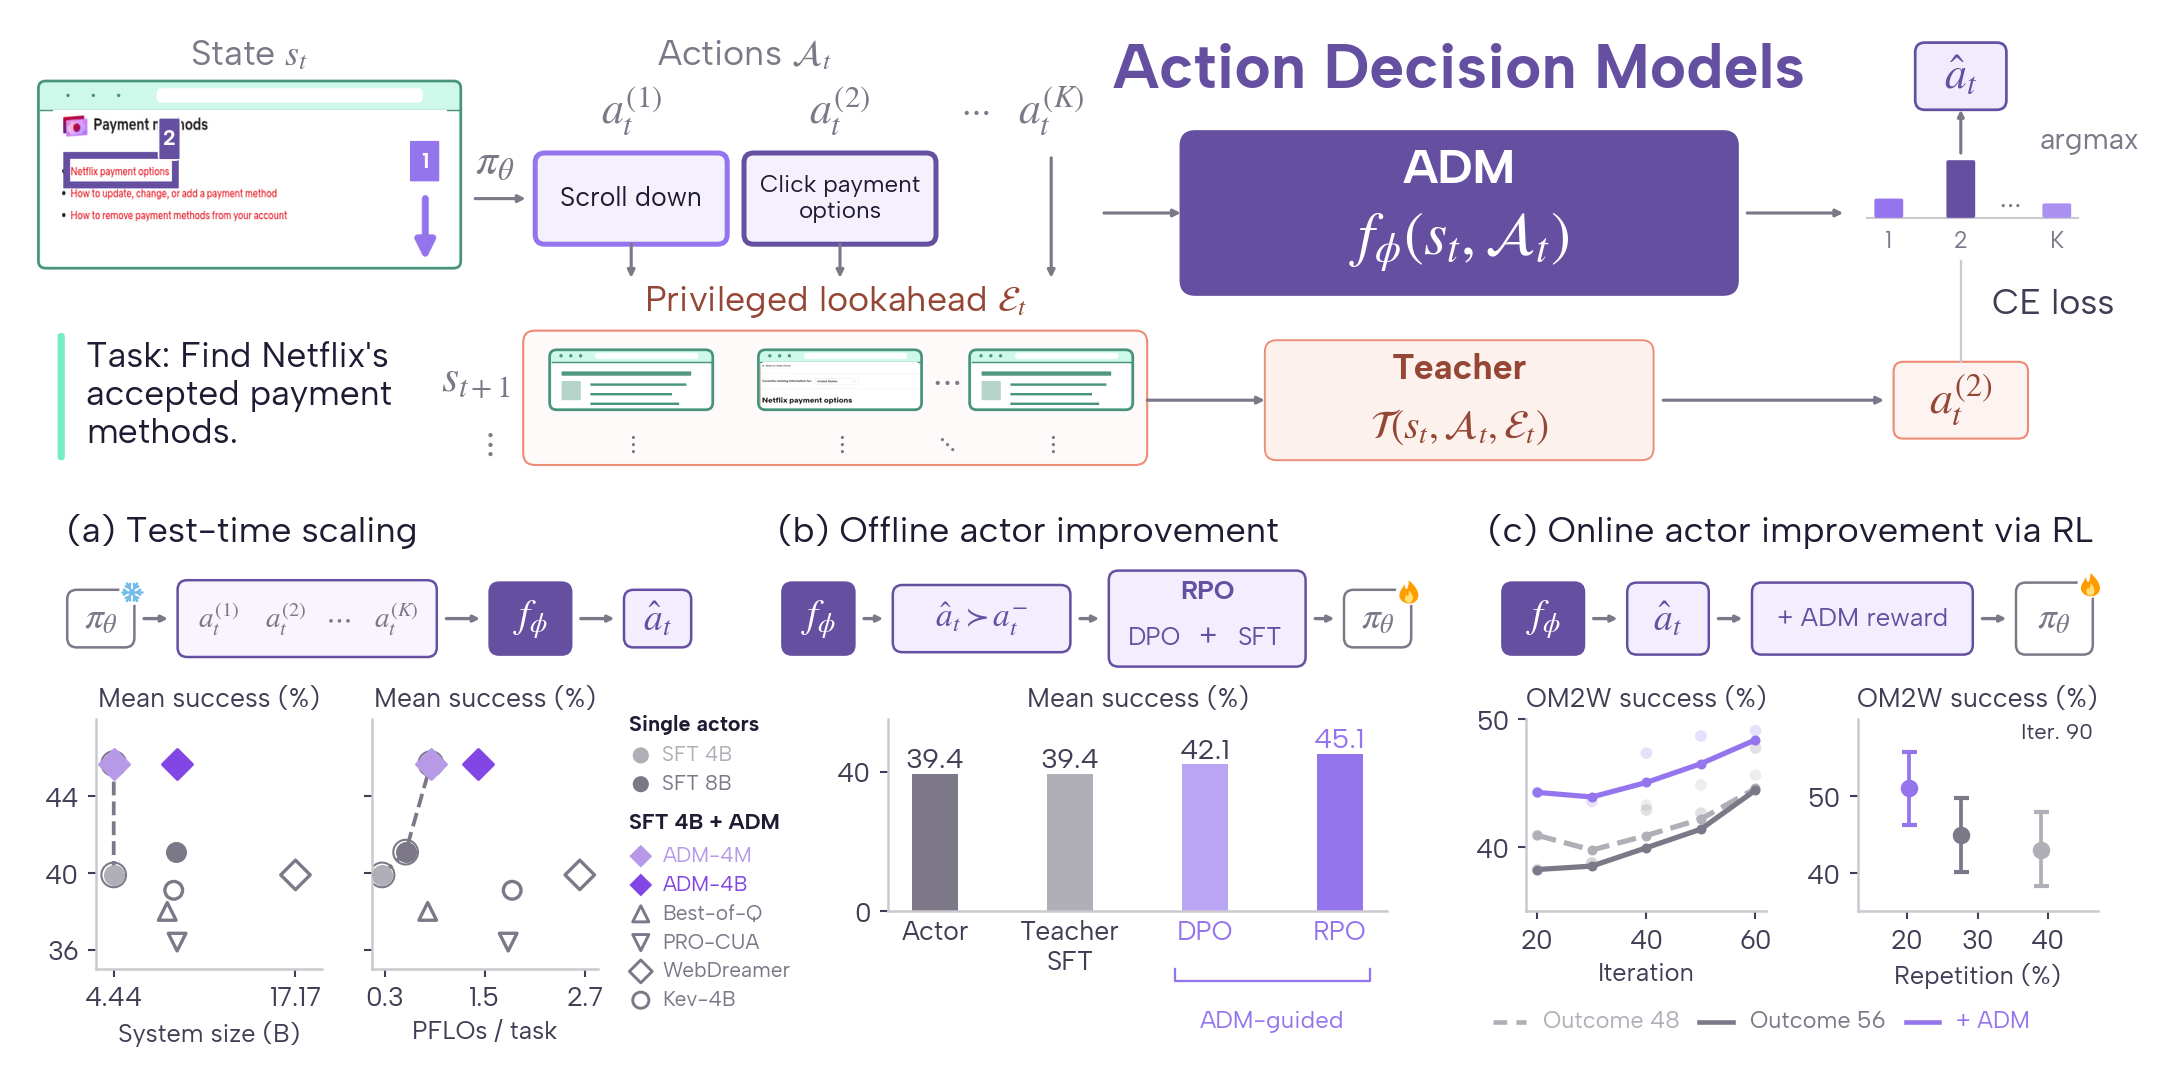 State s_t
Actions 𝒜_t
Action Decision Models
Payment m
hods
2
1
Netflix payment options
How to update, change, or add a payment method
How to remove payment methods from your account
π_θ
a_t^(1)
a_t^(2)
... a_t^(K)
Scroll down
Click payment
options
ADM
f_ϕ(s_t, 𝒜_t)
â_t
argmax
1 2 ... K
CE loss
Privileged lookahead ℰ_t
Task: Find Netflix's
accepted payment
methods.
s_{t+1}
Netflix payment options
Teacher
𝒯(s_t, 𝒜_t, ℰ_t)
a_t^(2)
(a) Test-time scaling
π_θ
a_t^(1) a_t^(2) ... a_t^(K)
f_ϕ
â_t
Mean success (%)
44
40
36
4.44 17.17
System size (B)
Mean success (%)
0.3 1.5 2.7
PFLOs / task
Single actors
SFT 4B
SFT 8B
SFT 4B + ADM
ADM-4M
ADM-4B
Best-of-Q
PRO-CUA
WebDreamer
Kev-4B
(b) Offline actor improvement
f_ϕ
â_t ≻ a_t^−
RPO
DPO + SFT
π_θ
Mean success (%)
40
0
39.4
39.4
42.1
45.1
Actor
Teacher
SFT
DPO
RPO
ADM-guided
(c) Online actor improvement via RL
f_ϕ
â_t
+ ADM reward
π_θ
OM2W success (%)
50
40
20 40 60
Iteration
OM2W success (%)
Iter. 90
50
40
20 30 40
Repetition (%)
Outcome 48
Outcome 56
+ ADM